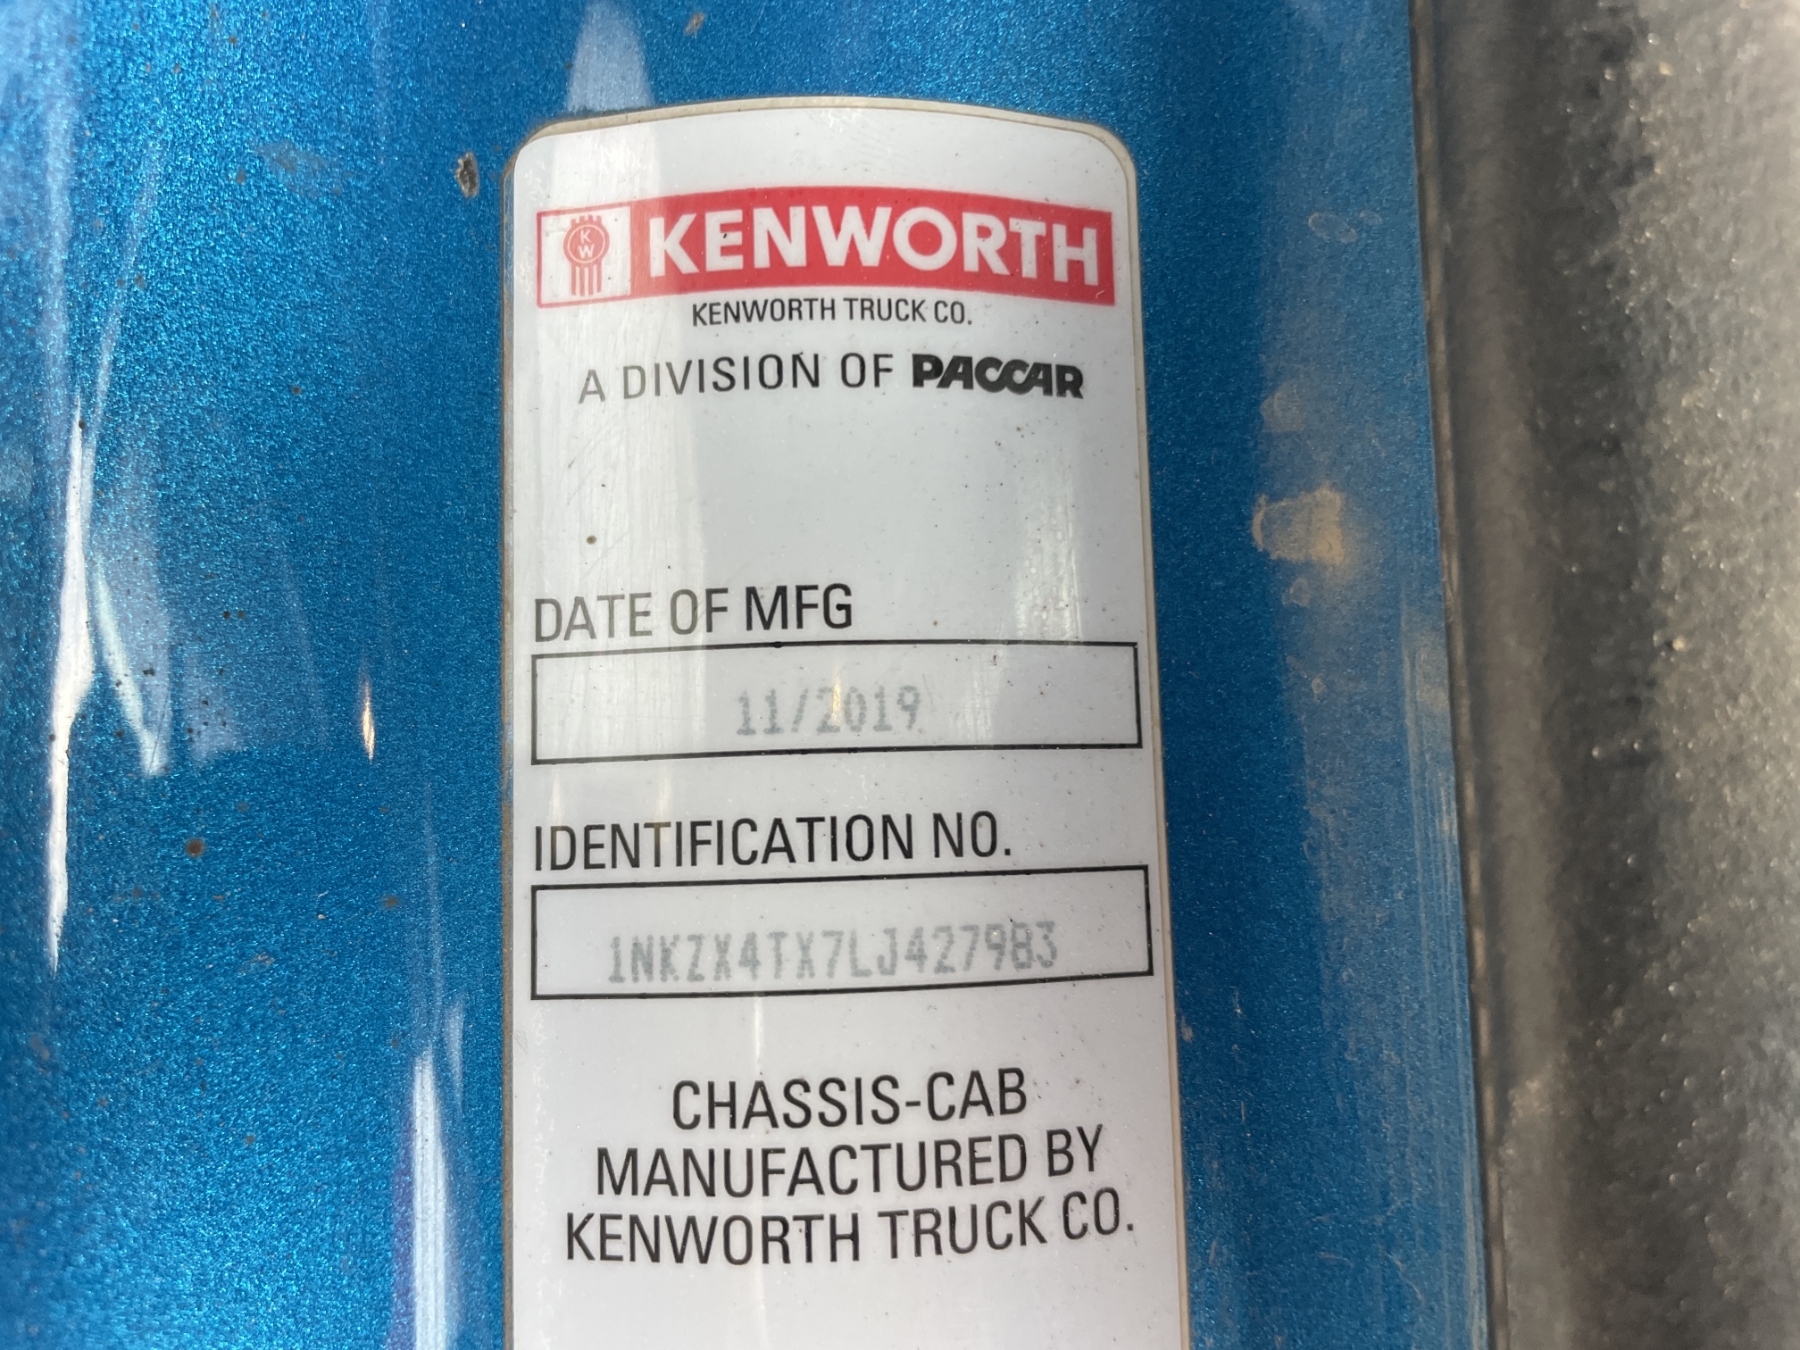 KW
KENWORTH
KENWORTH TRUCK CO.
A DIVISION OF PACCAR
DATE OF MFG
11/2019
IDENTIFICATION NO.
1NKZX4TX7LJ427983
CHASSIS-CAB
MANUFACTURED BY
KENWORTH TRUCK CO.